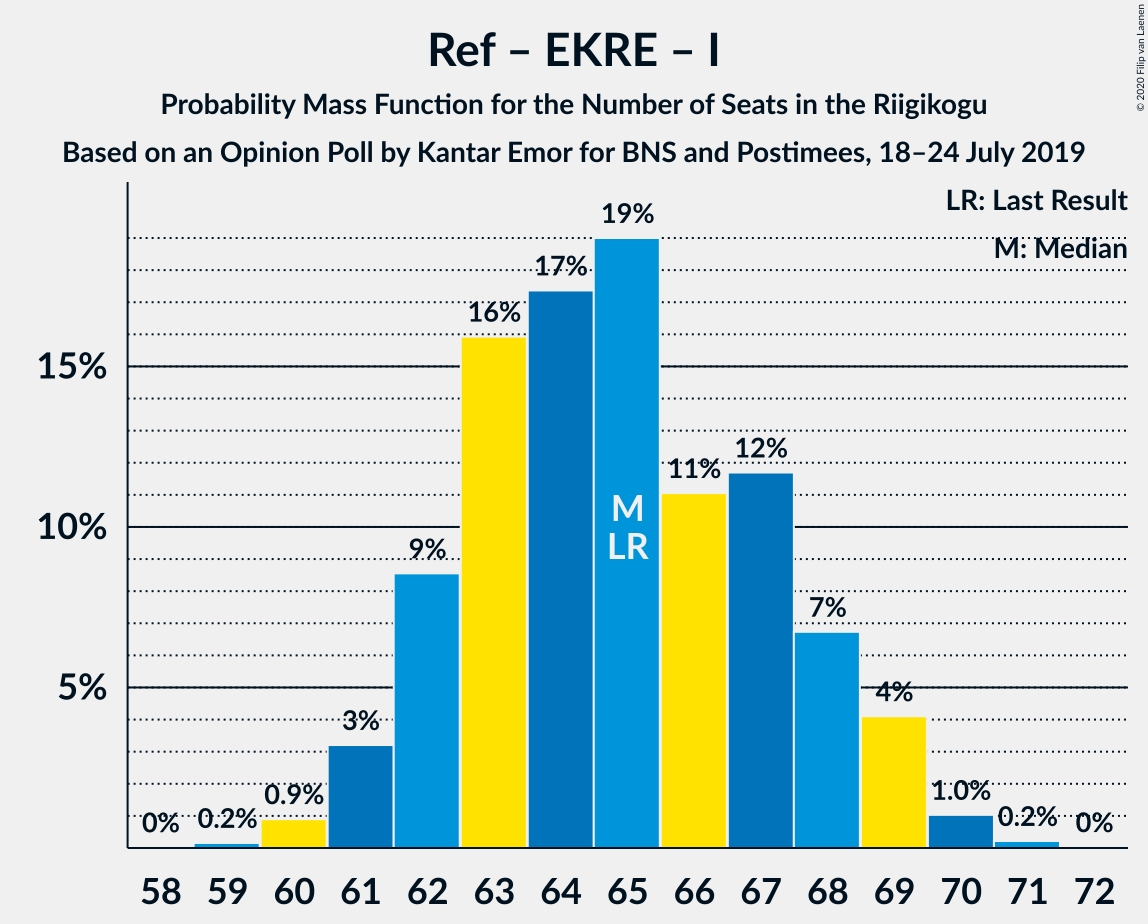 Ref – EKRE – I
Probability Mass Function for the Number of Seats in the Riigikogu
Based on an Opinion Poll by Kantar Emor for BNS and Postimees, 18–24 July 2019
© 2020 Filip van Laenen
LR: Last Result
M: Median
15%
10%
5%
0%
0.2%
0.9%
3%
9%
16%
17%
19%
11%
12%
7%
4%
1.0%
0.2%
0%
M
LR
58 59 60 61 62 63 64 65 66 67 68 69 70 71 72